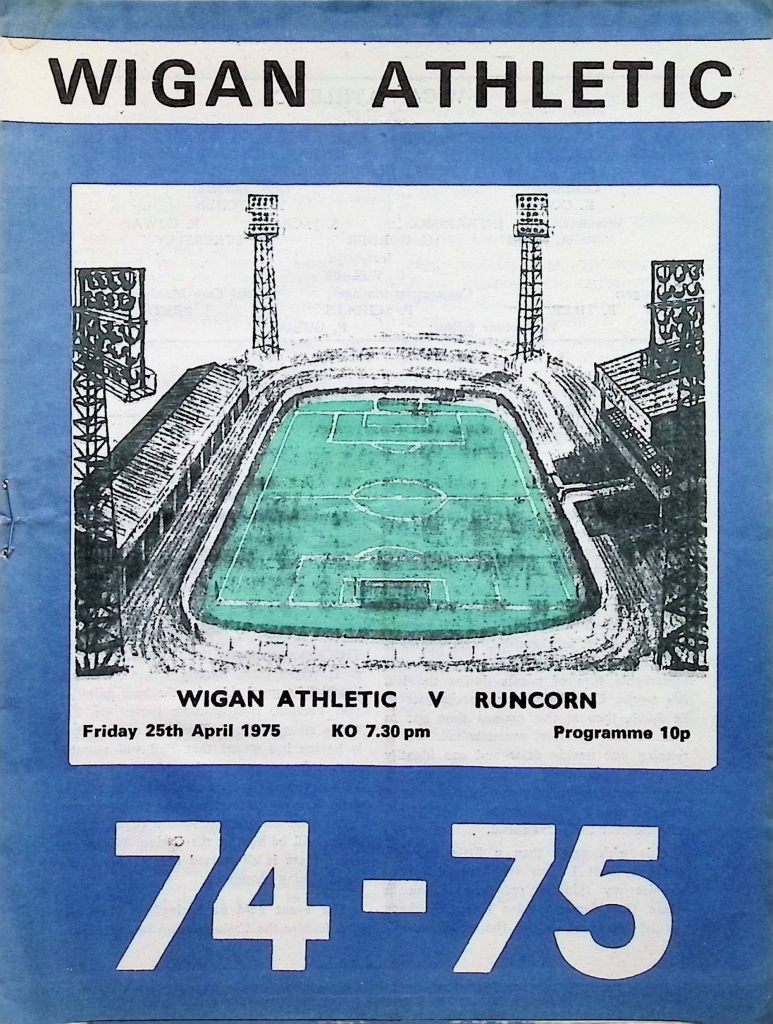 WIGAN ATHLETIC
WIGAN ATHLETIC V RUNCORN
Friday 25th April 1975 KO 7.30 pm Programme 10p
74-75